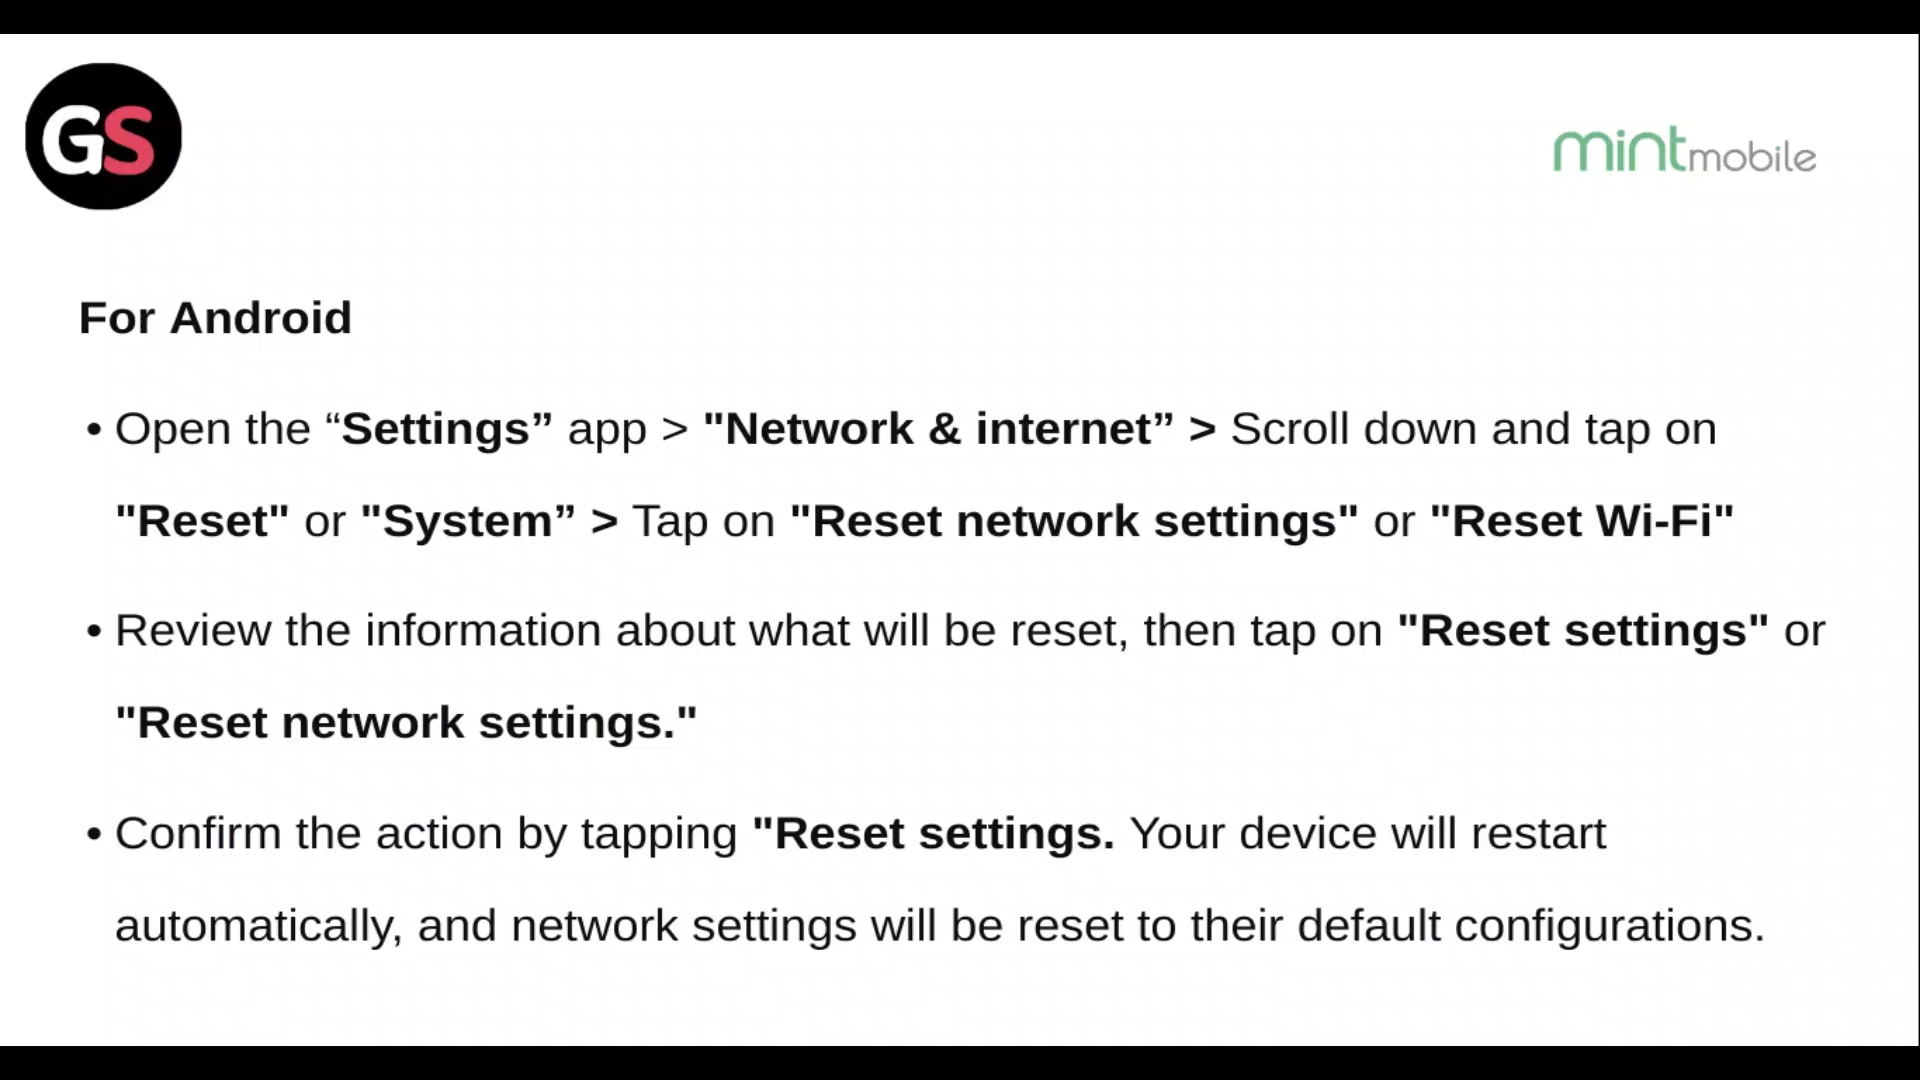 GS
mintmobile
For Android
• Open the “Settings” app > "Network & internet” > Scroll down and tap on
"Reset" or "System” > Tap on "Reset network settings" or "Reset Wi-Fi"
• Review the information about what will be reset, then tap on "Reset settings" or
"Reset network settings."
• Confirm the action by tapping "Reset settings. Your device will restart
automatically, and network settings will be reset to their default configurations.